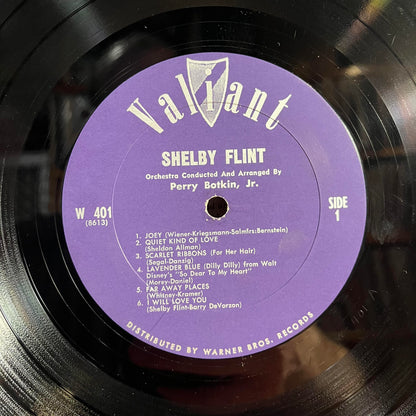 Valiant
SHELBY FLINT
Orchestra Conducted And Arranged By
Perry Botkin, Jr.
W 401
(8613)
SIDE
1
1. JOEY (Wiener-Kriegsmann-Salmirs-Bernstein)
2. QUIET KIND OF LOVE
(Sheldon Allman)
3. SCARLET RIBBONS (For Her Hair)
(Segal-Danzig)
4. LAVENDER BLUE (Dilly Dilly) from Walt
Disney's "So Dear To My Heart"
(Morey-Daniel)
5. FAR AWAY PLACES
(Whitney-Kramer)
6. I WILL LOVE YOU
(Shelby Flint-Barry DeVorzon)
DISTRIBUTED BY WARNER BROS. RECORDS